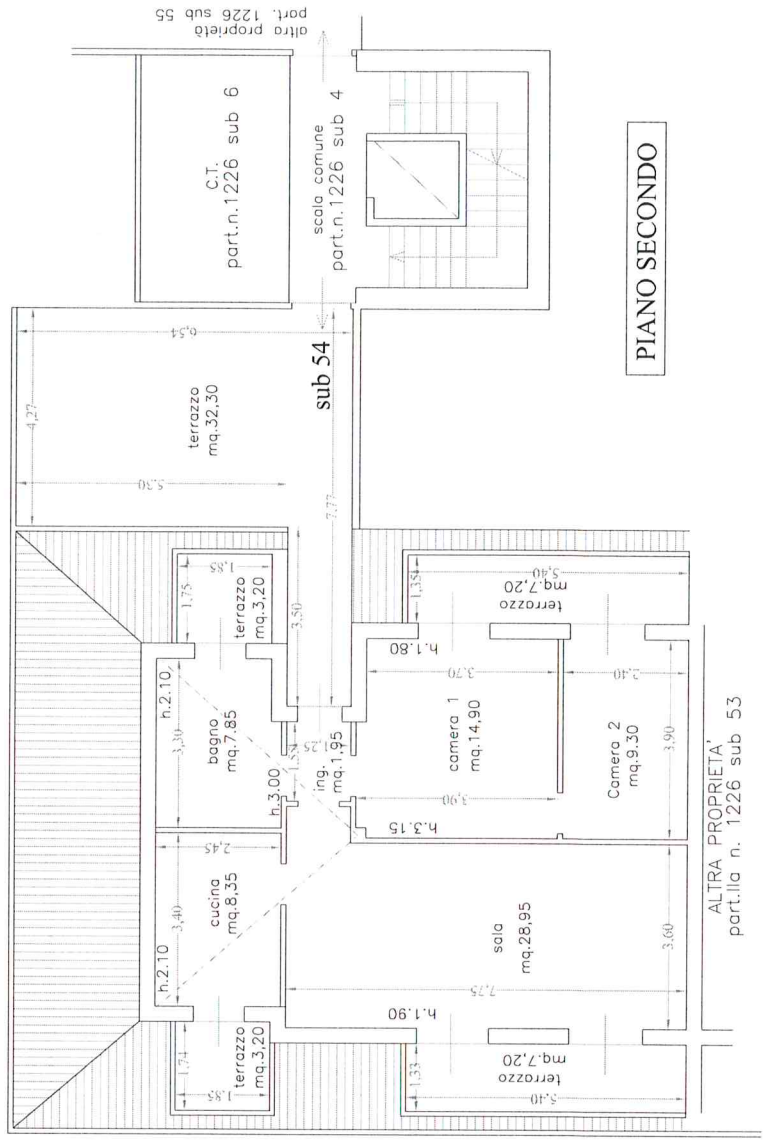 altra proprietà
part. 1226 sub 55
C.T.
part.n.1226 sub 6
scala comune
part.n.1226 sub 4
PIANO SECONDO
sub 54
terrazzo
mq.32,30
4,27
6,54
5,30
7,77
3,50
terrazzo
mq.3,20
1,75
1,85
bagno
mq.7,85
h.2.10
3,30
h.3.00
ing.
mq.1,95
1,25
cucina
mq.8,35
h.2.10
3,40
2,45
terrazzo
mq.3,20
1,74
1,85
camera 1
mq.14,90
h.1.80
3,70
3,90
h.3.15
Camera 2
mq.9.30
2,40
3,90
terrazzo
mq.7,20
1,35
5,40
sala
mq.28,95
7,75
h.1.90
terrazzo
mq.7,20
1,33
5,40
ALTRA PROPRIETA'
part.lla n. 1226 sub 53